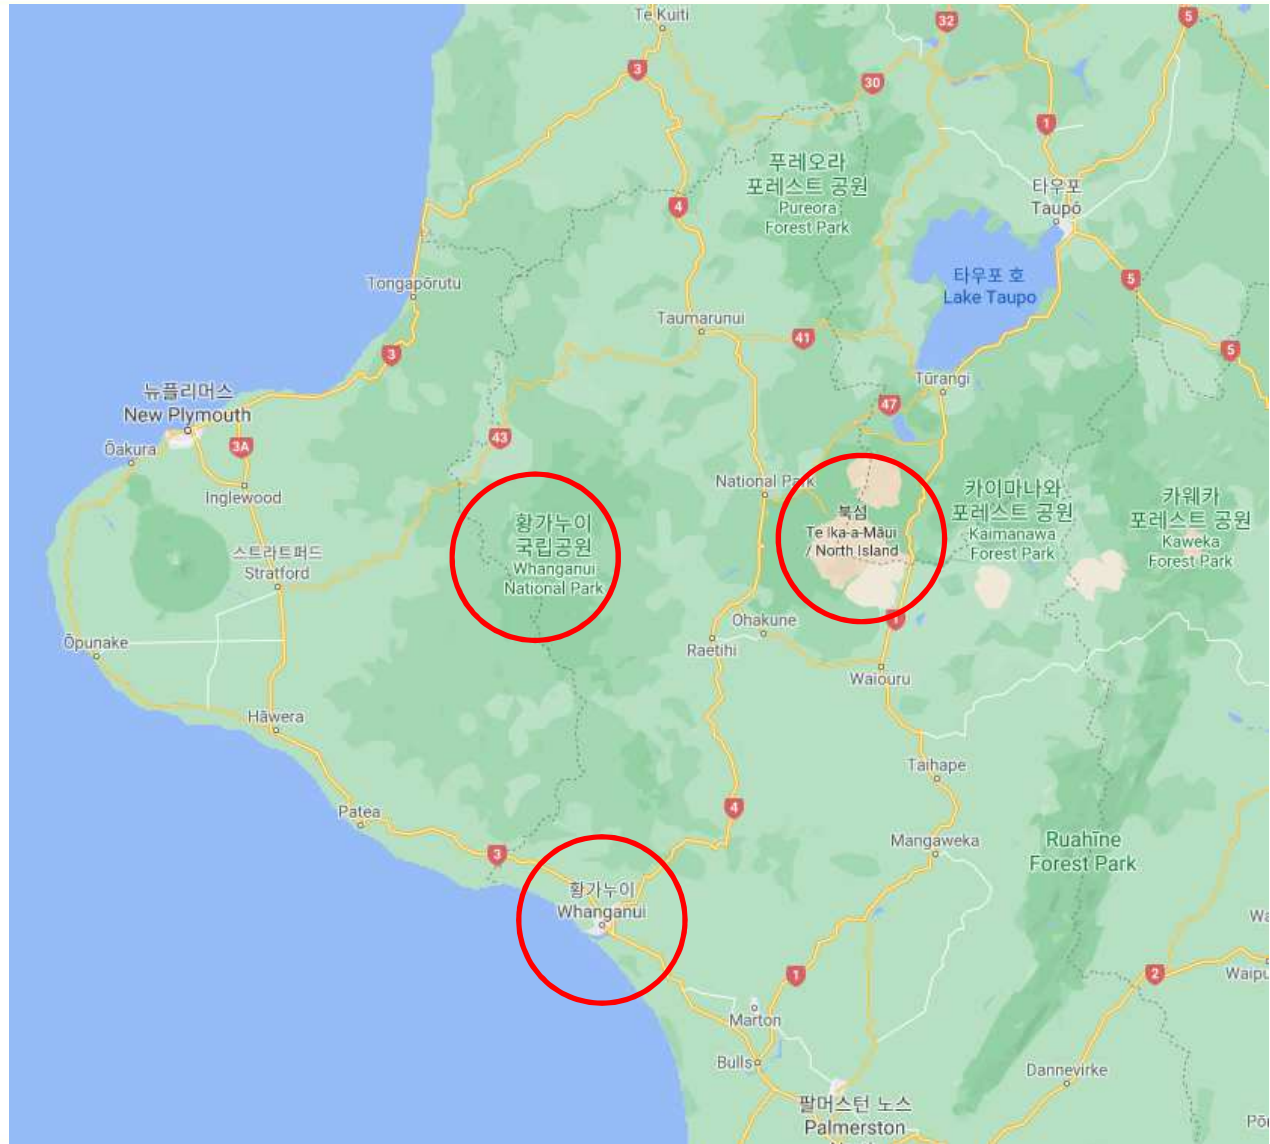 Te Kuiti
32
5
3
30
1
푸레오라
포레스트 공원
Pureora
Forest Park
타우포
Taupō
4
Tongapōrutu
타우포 호
Lake Taupo
5
Taumarunui
41
3
5
뉴플리머스
New Plymouth
Tūrangi
47
43
3A
Ōakura
Inglewood
National Park
황가누이
국립공원
Whanganui
National Park
북섬
Te Ika-a-Māui
/ North Island
카이마나와
포레스트 공원
Kaimanawa
Forest Park
카웨카
포레스트 공원
Kaweka
Forest Park
스트라트퍼드
Stratford
Ōpunake
Ohakune
1
Raetihi
Waiouru
Hāwera
Taihape
Patea
4
Mangaweka
Ruahīne
Forest Park
3
황가누이
Whanganui
1
2
Marton
Bulls
Dannevirke
팔머스턴 노스
Palmerston